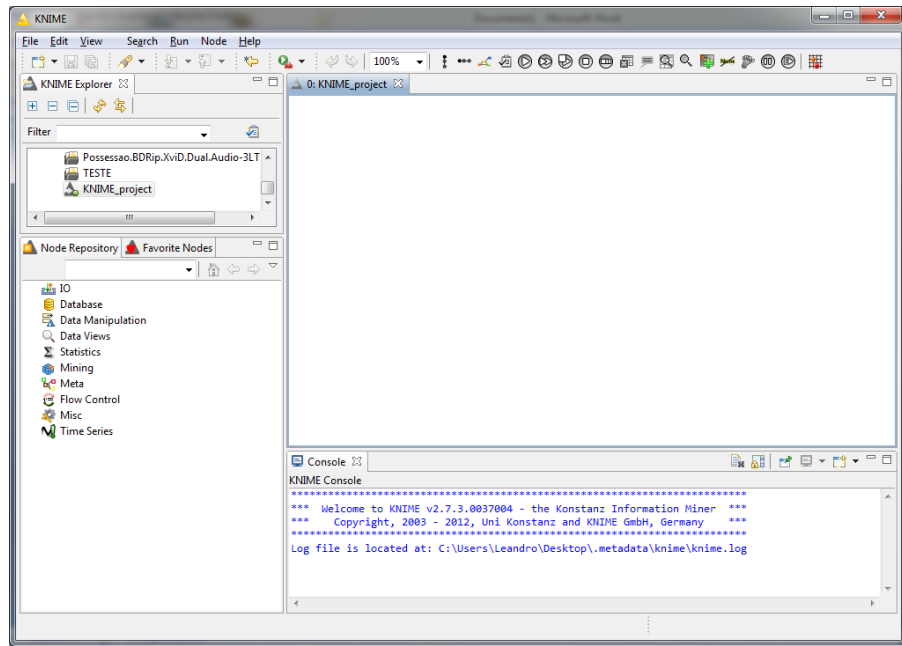 KNIME
File Edit View Search Run Node Help
100%
KNIME Explorer
0: KNIME_project
Filter
Possessao.BDRip.XviD.Dual.Audio-3LT
TESTE
KNIME_project
Node Repository Favorite Nodes
IO
Database
Data Manipulation
Data Views
Statistics
Mining
Meta
Flow Control
Misc
Time Series
Console
KNIME Console
***********************************************************************
*** Welcome to KNIME v2.7.3.0037004 - the Konstanz Information Miner ***
*** Copyright, 2003 - 2012, Uni Konstanz and KNIME GmbH, Germany ***
***********************************************************************
Log file is located at: C:\Users\Leandro\Desktop\.metadata\knime\knime.log